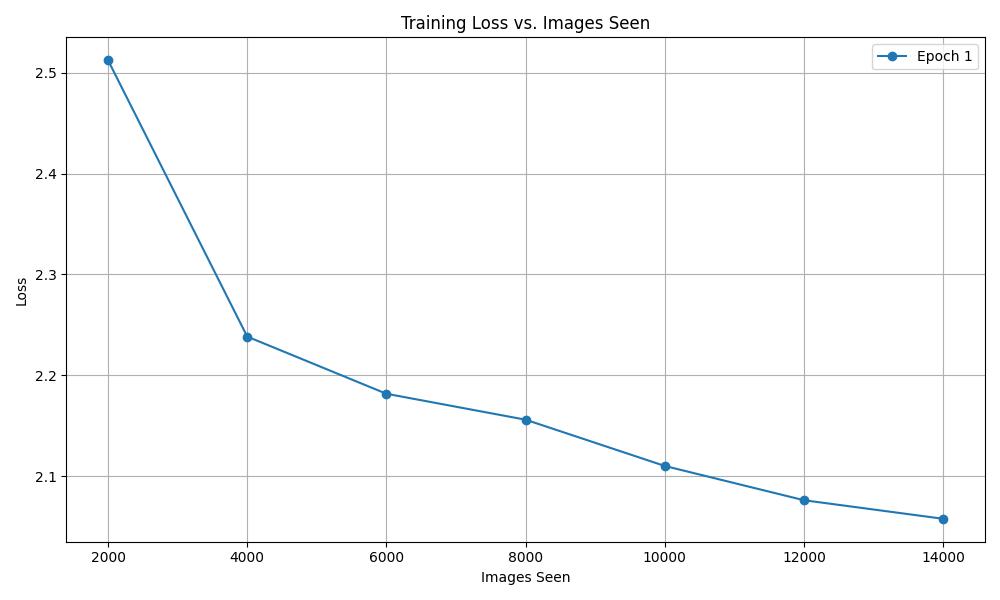 Training Loss vs. Images Seen
Epoch 1
2.5
2.4
2.3
2.2
2.1
Loss
2000 4000 6000 8000 10000 12000 14000
Images Seen